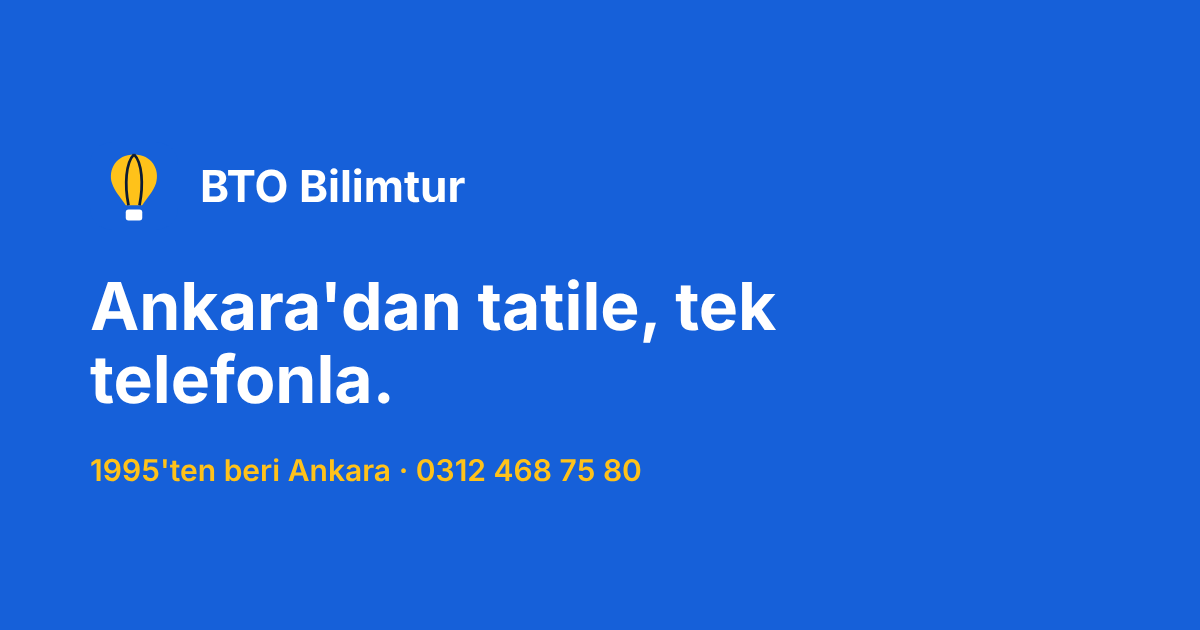 BTO Bilimtur
Ankara'dan tatile, tek
telefonla.
1995'ten beri Ankara · 0312 468 75 80